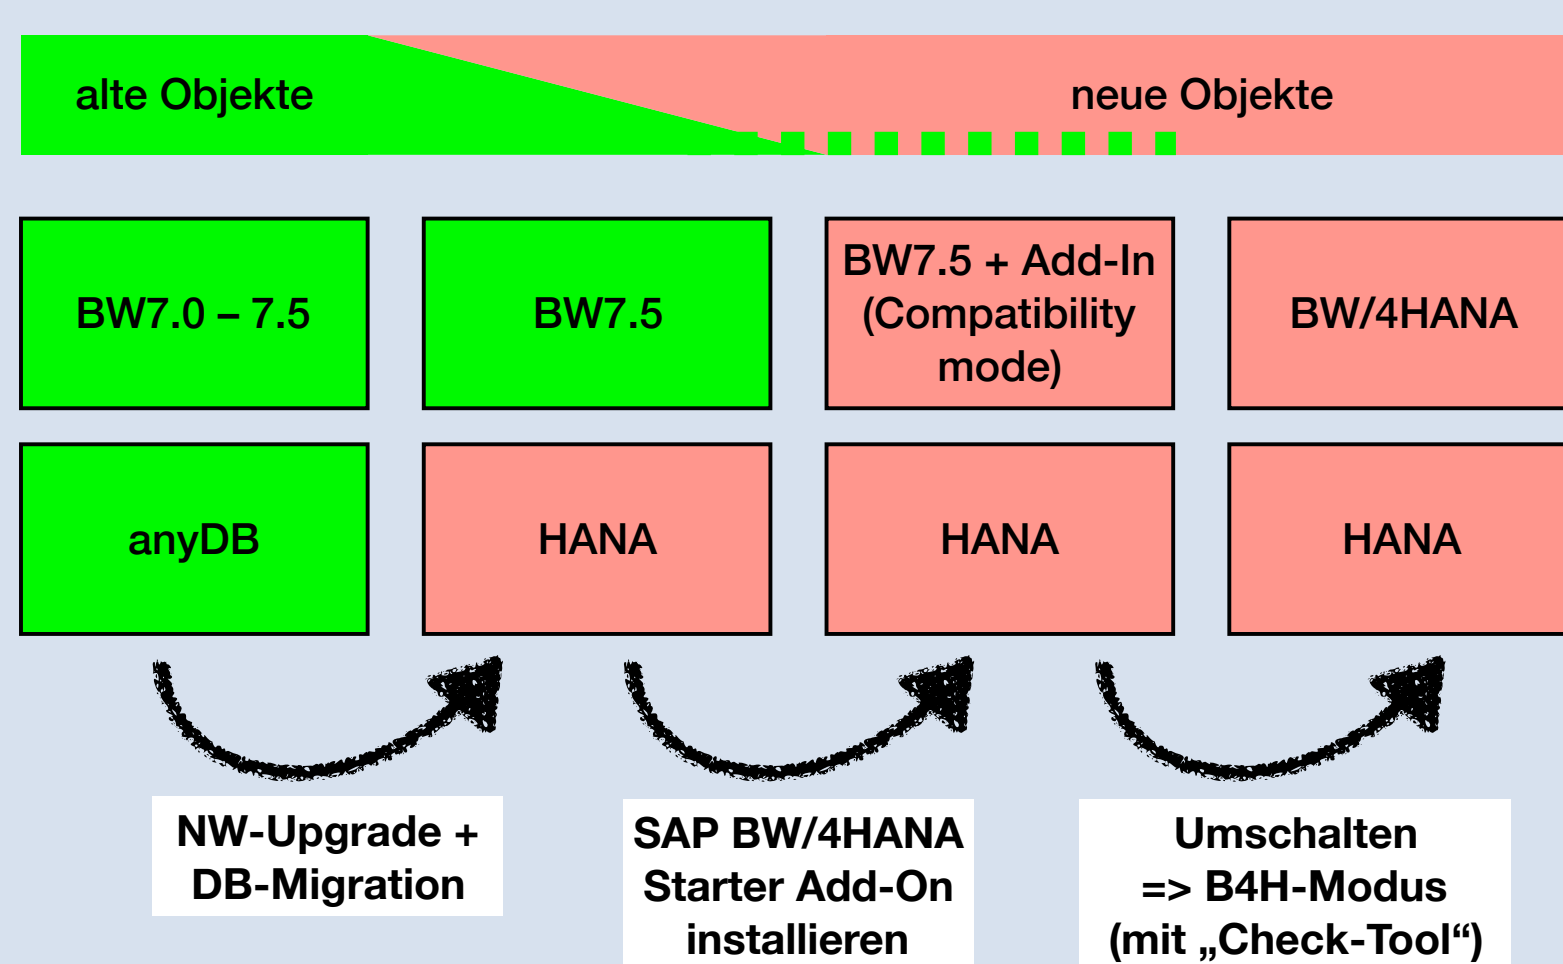 alte Objekte
neue Objekte
BW7.0 – 7.5
BW7.5
BW7.5 + Add-In
(Compatibility
mode)
BW/4HANA
anyDB
HANA
HANA
HANA
NW-Upgrade +
DB-Migration
SAP BW/4HANA
Starter Add-On
installieren
Umschalten
=> B4H-Modus
(mit „Check-Tool“)